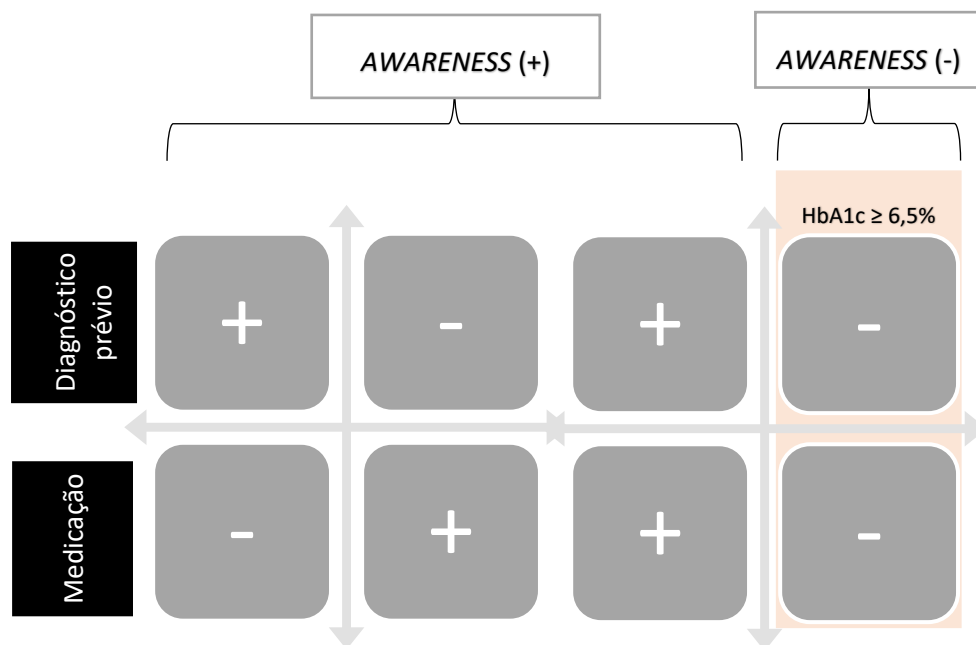 AWARENESS (+)
AWARENESS (-)
HbA1c ≥ 6,5%
Diagnóstico
prévio
+
-
+
-
Medicação
-
+
+
-